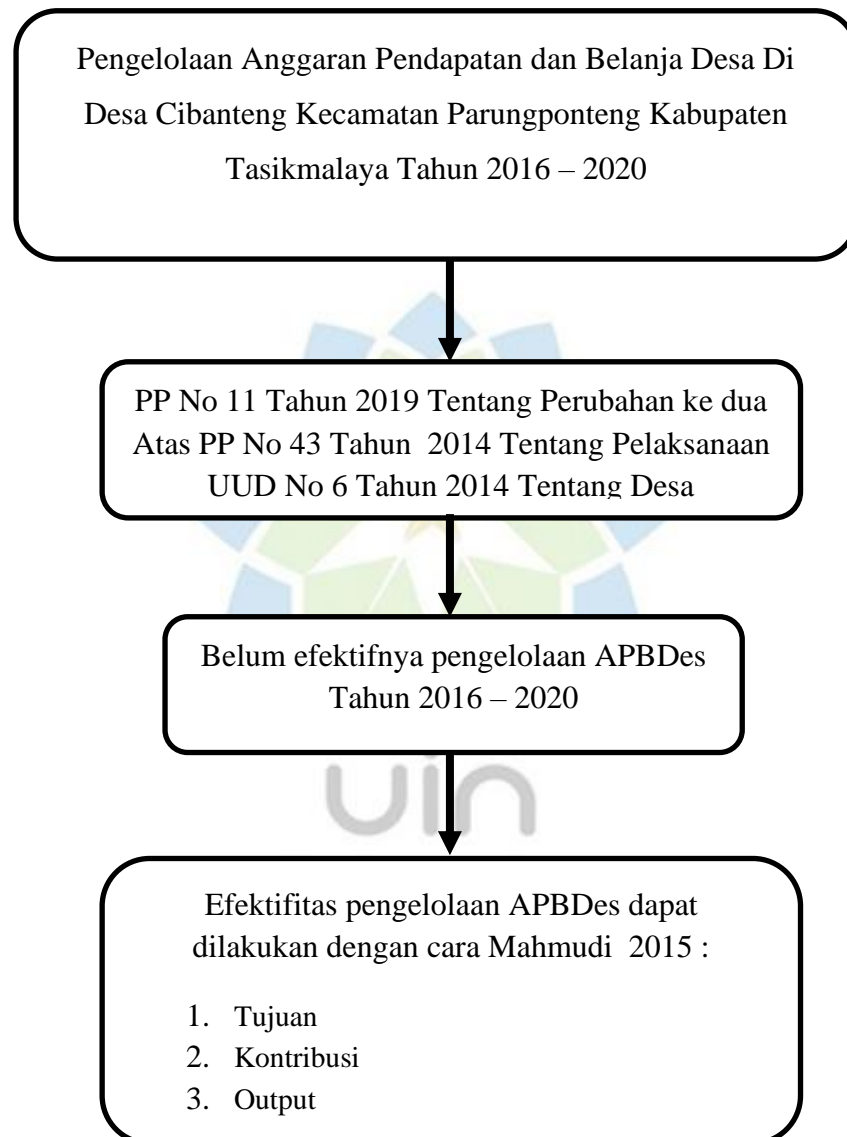 Pengelolaan Anggaran Pendapatan dan Belanja Desa Di
Desa Cibanteng Kecamatan Parungponteng Kabupaten
Tasikmalaya Tahun 2016 – 2020
PP No 11 Tahun 2019 Tentang Perubahan ke dua
Atas PP No 43 Tahun 2014 Tentang Pelaksanaan
UUD No 6 Tahun 2014 Tentang Desa
Belum efektifnya pengelolaan APBDes
Tahun 2016 – 2020
uin
Efektifitas pengelolaan APBDes dapat
dilakukan dengan cara Mahmudi 2015 :
1. Tujuan
2. Kontribusi
3. Output